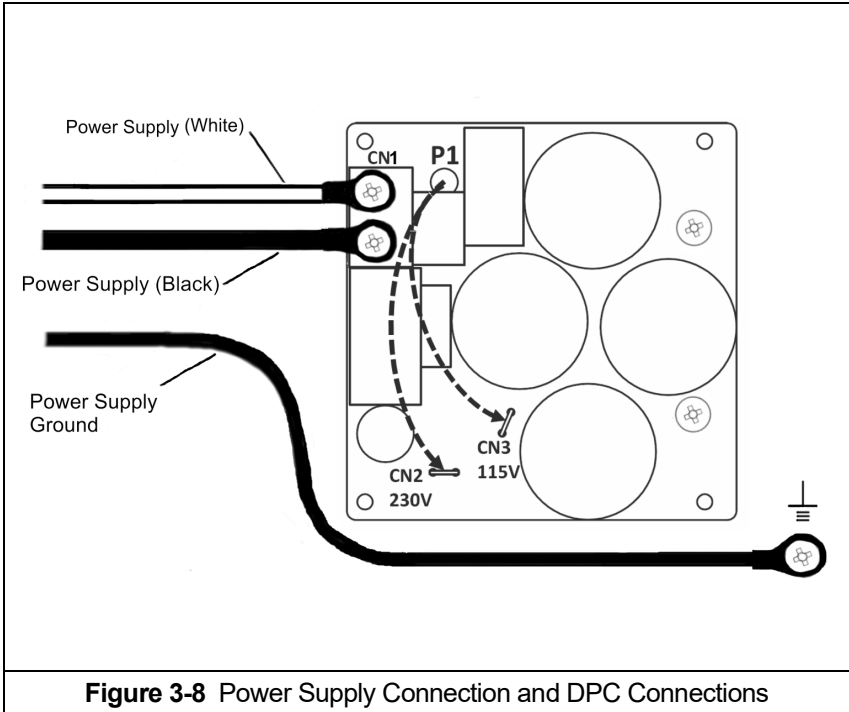 Power Supply (White)
CN1
P1
Power Supply (Black)
Power Supply
Ground
CN3
115V
CN2
230V
Figure 3-8 Power Supply Connection and DPC Connections